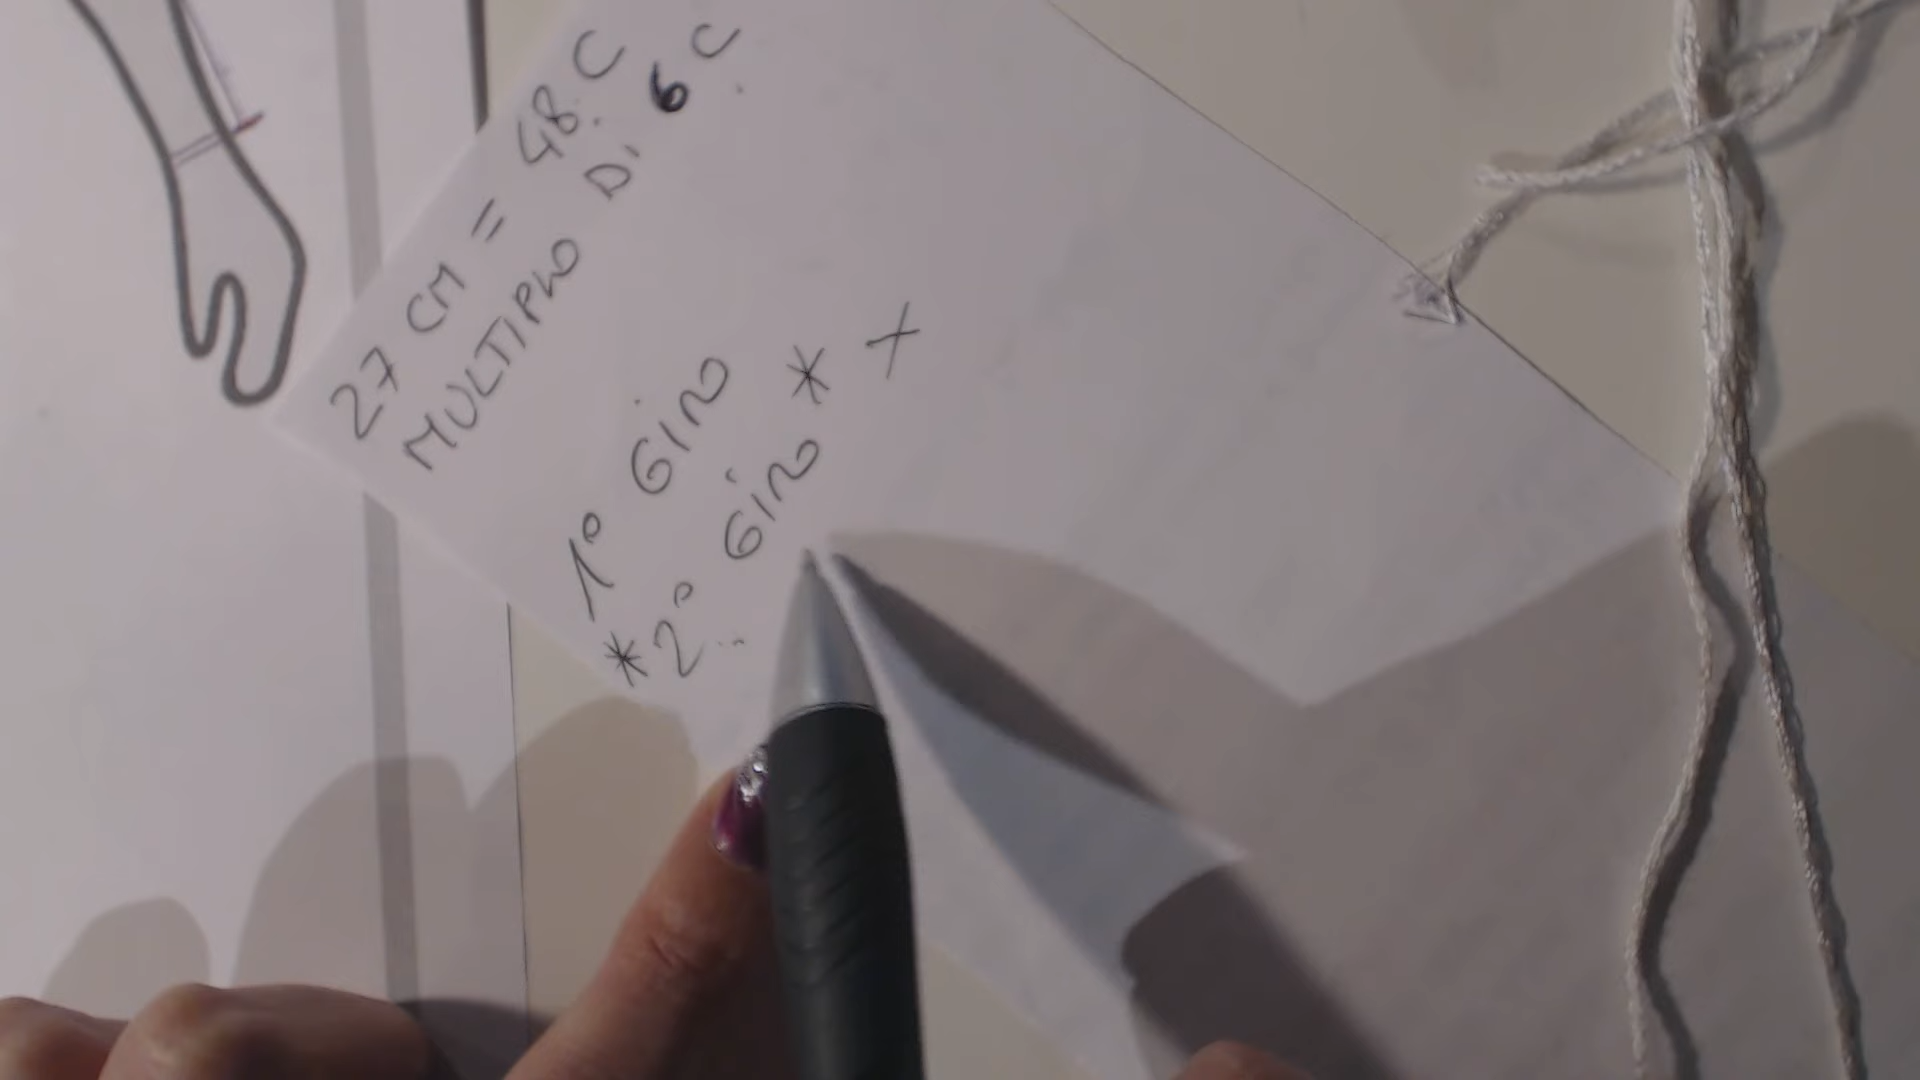 27 CM = 48 C
MULTIPLO DI 6 C.
1° GIRO
*2° GIRO * X